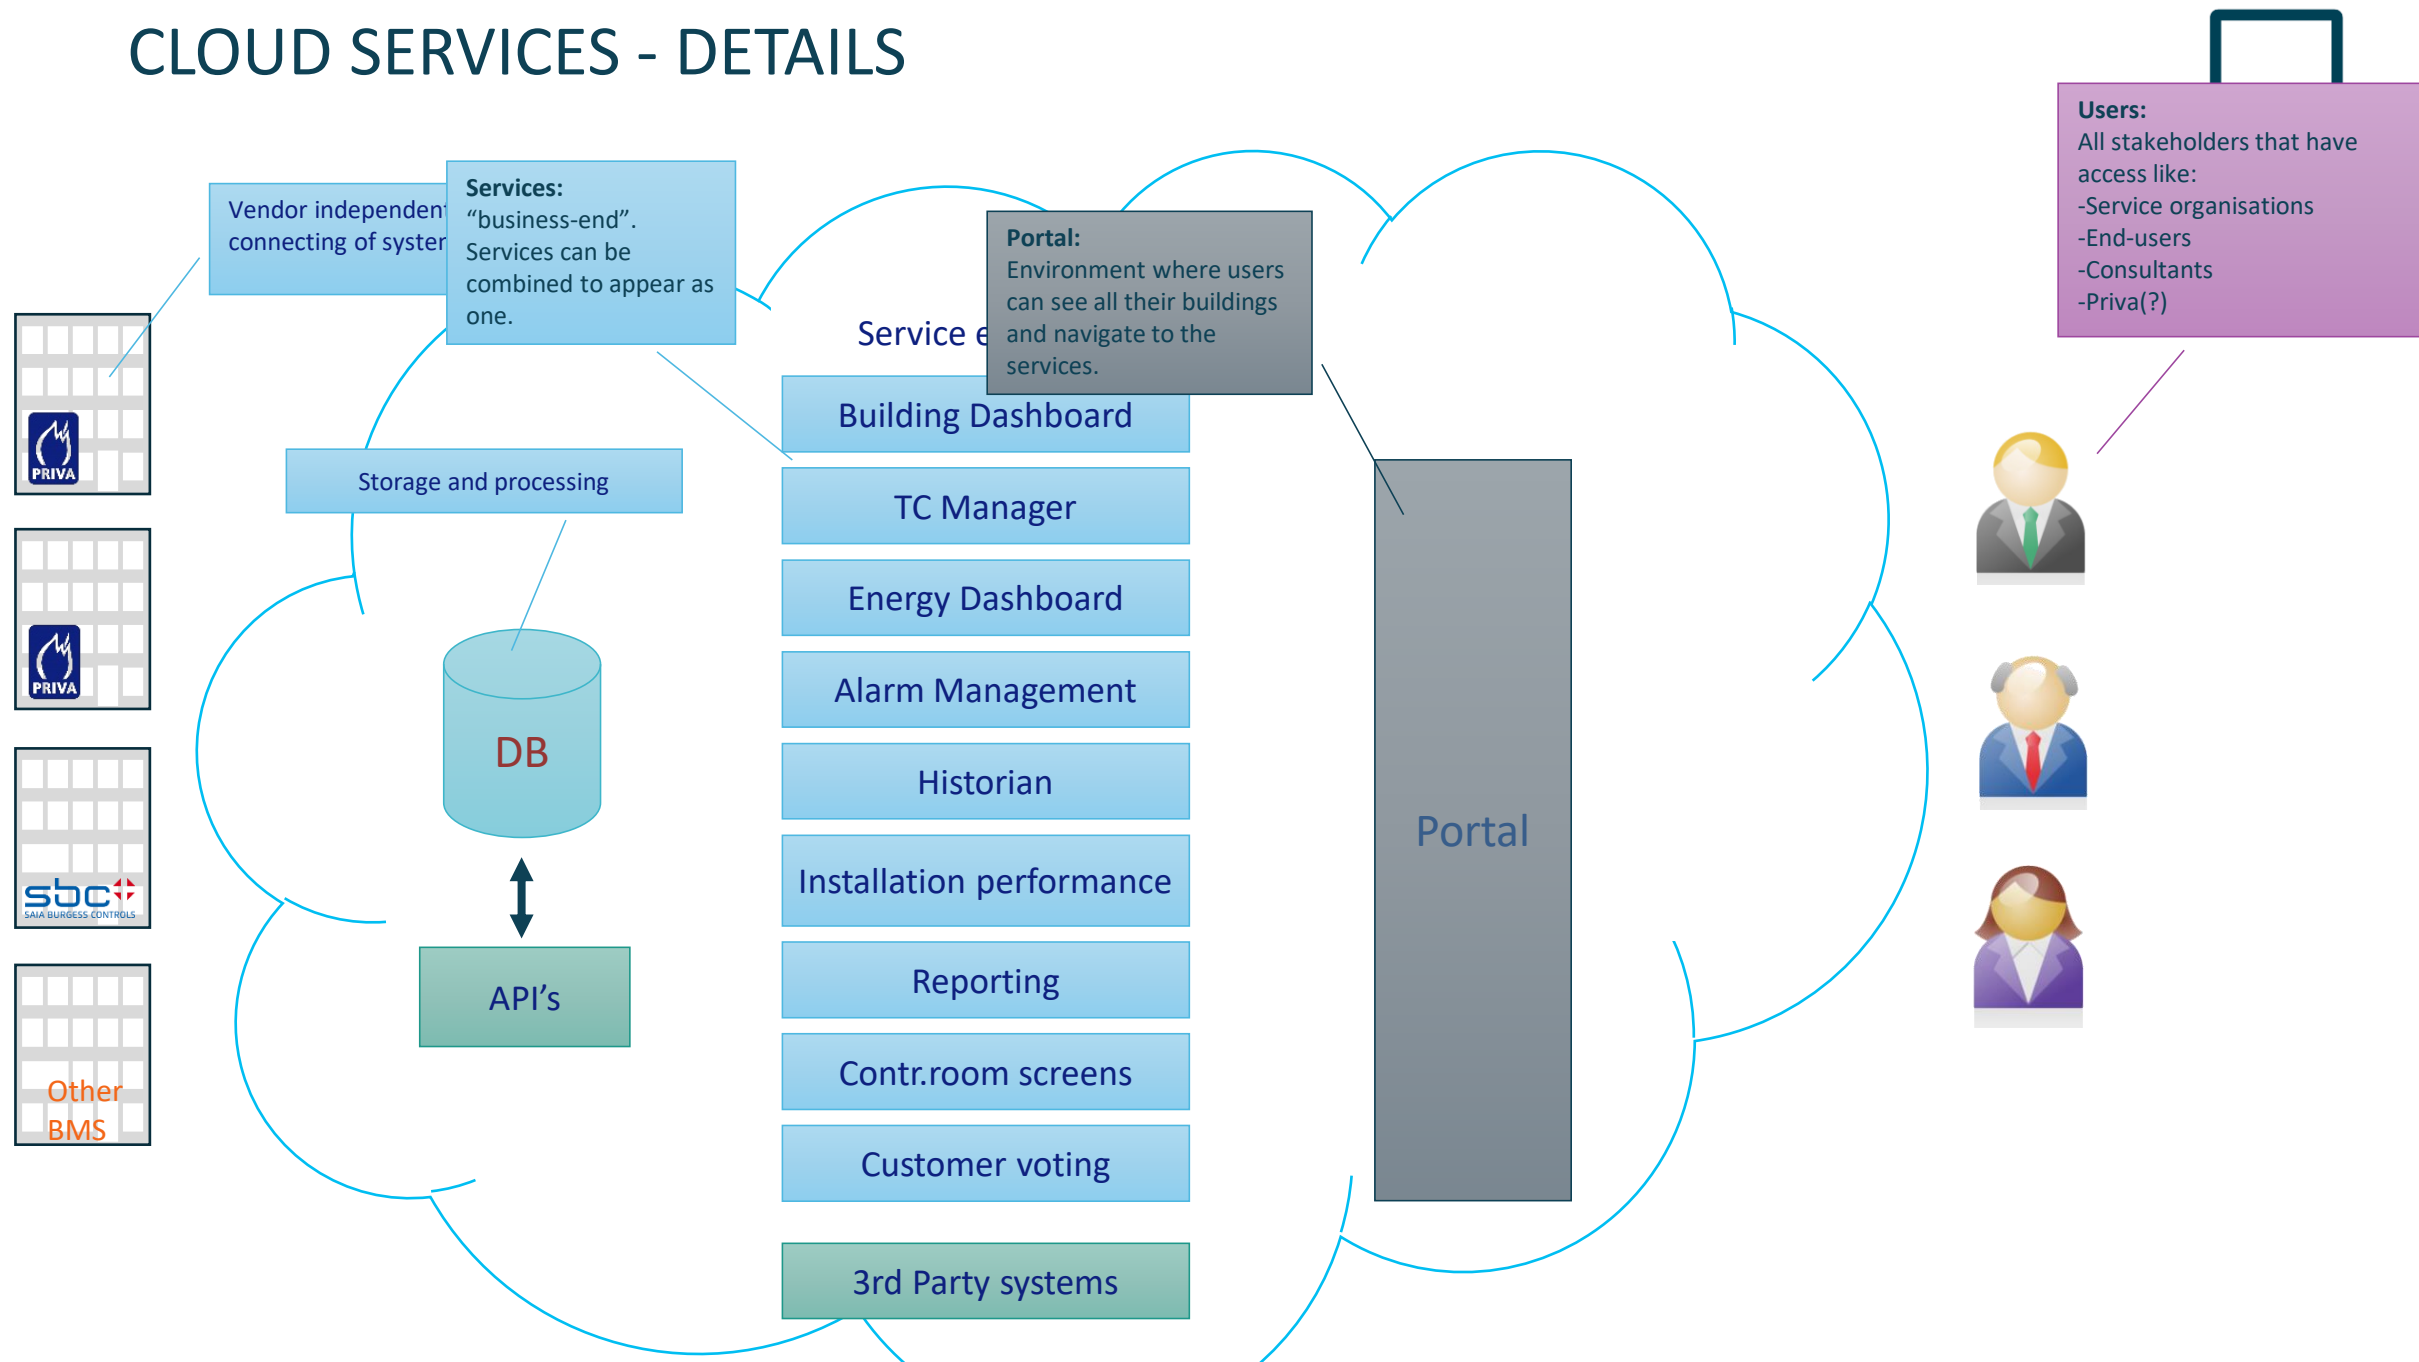 CLOUD SERVICES - DETAILS
Users:
All stakeholders that have
access like:
-Service organisations
-End-users
-Consultants
-Priva(?)
Vendor independent
connecting of
Services:
“business-end”.
Services can be
combined to appear as
one.
Portal:
Environment where users
can see all their buildings
and navigate to the
services.
Service
Building Dashboard
TC Manager
Energy Dashboard
Alarm Management
Historian
Installation performance
Reporting
Contr.room screens
Customer voting
3rd Party systems
Storage and processing
DB
API’s
Portal
PRIVA
PRIVA
sbc
SAIA BURGESS CONTROLS
Other
BMS